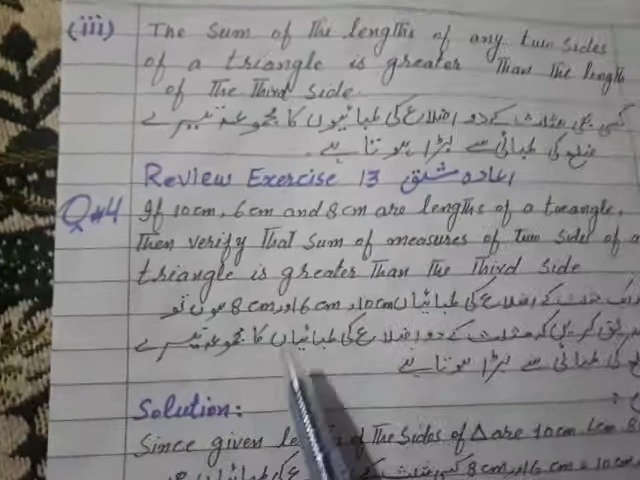 (iii) The Sum of the lengths of any two sides
of a triangle is greater Than the length
of The Third side.
کسی بھی مثلث کے دو اضلاع کی لمبائیوں کا مجموعہ تیسرے
ضلع کی لمبائی سے بڑا ہوتا ہے۔
Review Exercise 13 اعادہ مشق
Q#4 If 10cm, 6cm and 8cm are lengths of a treangle,
Then verify That sum of measures of two sides of a
triangle is greater Than The Third side
مثلث کے اضلاع کی لمبائیاں 10cm اور 6cm اور 8cm ہوں تو
کریں کہ مثلث کے دو اضلاع کی لمبائیاں کا مجموعہ تیسرے
کی لمبائی سے بڑا ہوتا ہے
Solution:
Since given of The Sides of Δ are 10cm 6cm 8